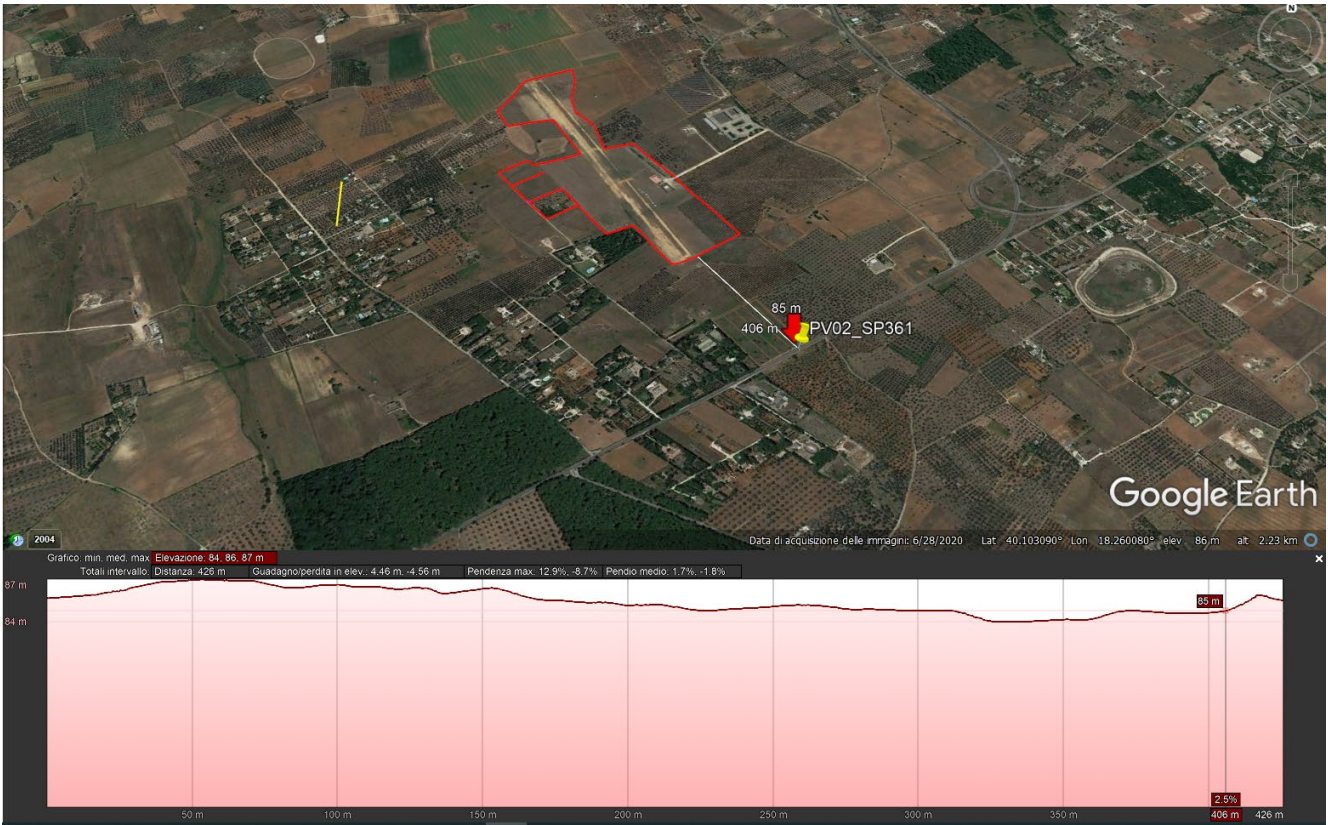 N
85 m
406 m
PV02_SP361
Google Earth
2004
Data di acquisizione delle immagini: 6/28/2020 Lat 40.103090° Lon 18.260080° elev 86 m alt 2.23 km
Grafico: min. med. max. Elevazione: 84, 86, 87 m
Totali intervallo: Distanza: 426 m Guadagno/perdita in elev.: 4.46 m, -4.56 m Pendenza max: 12.9%, -8.7% Pendio medio: 1.7%, -1.8%
87 m
85 m
84 m
2.5%
50 m 100 m 150 m 200 m 250 m 300 m 350 m 406 m 426 m